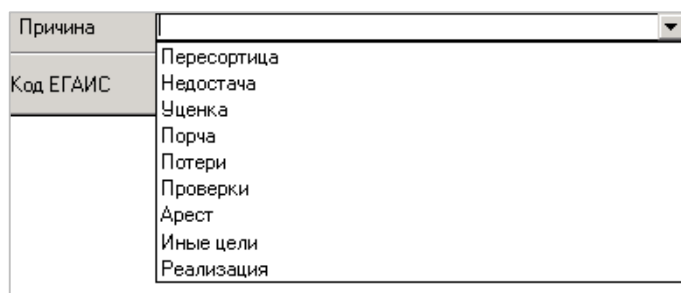 Причина
Пересортица
Код ЕГАИС
Недостача
Уценка
Порча
Потери
Проверки
Арест
Иные цели
Реализация